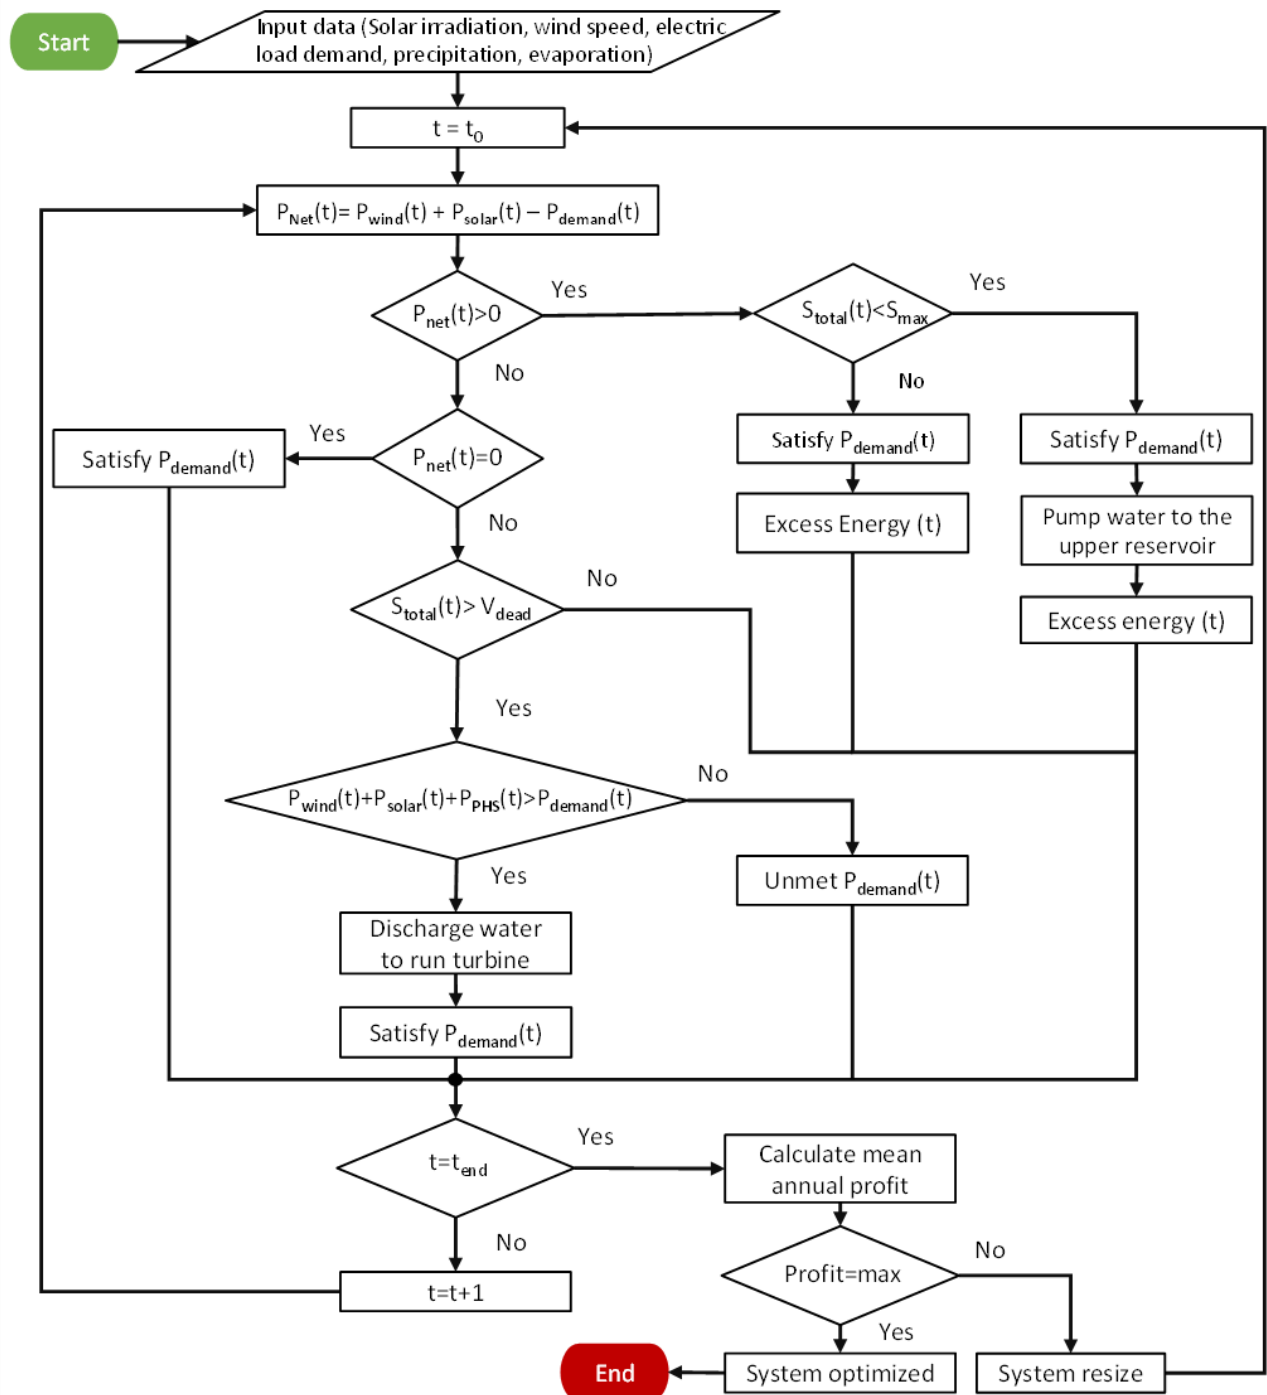 Start
Input data (Solar irradiation, wind speed, electric
load demand, precipitation, evaporation)
t = t0
PNet(t)= Pwind(t) + Psolar(t) – Pdemand(t)
Pnet(t)>0
Yes
Stotal(t)<Smax
Yes
No
No
Satisfy Pdemand(t)
Satisfy Pdemand(t)
Pnet(t)=0
Yes
Satisfy Pdemand(t)
Excess Energy (t)
Pump water to the
upper reservoir
No
Stotal(t)> Vdead
No
Excess energy (t)
Yes
Pwind(t)+Psolar(t)+PPHS(t)>Pdemand(t)
No
Unmet Pdemand(t)
Yes
Discharge water
to run turbine
Satisfy Pdemand(t)
t=tend
Yes
Calculate mean
annual profit
No
t=t+1
Profit=max
No
Yes
End
System optimized
System resize